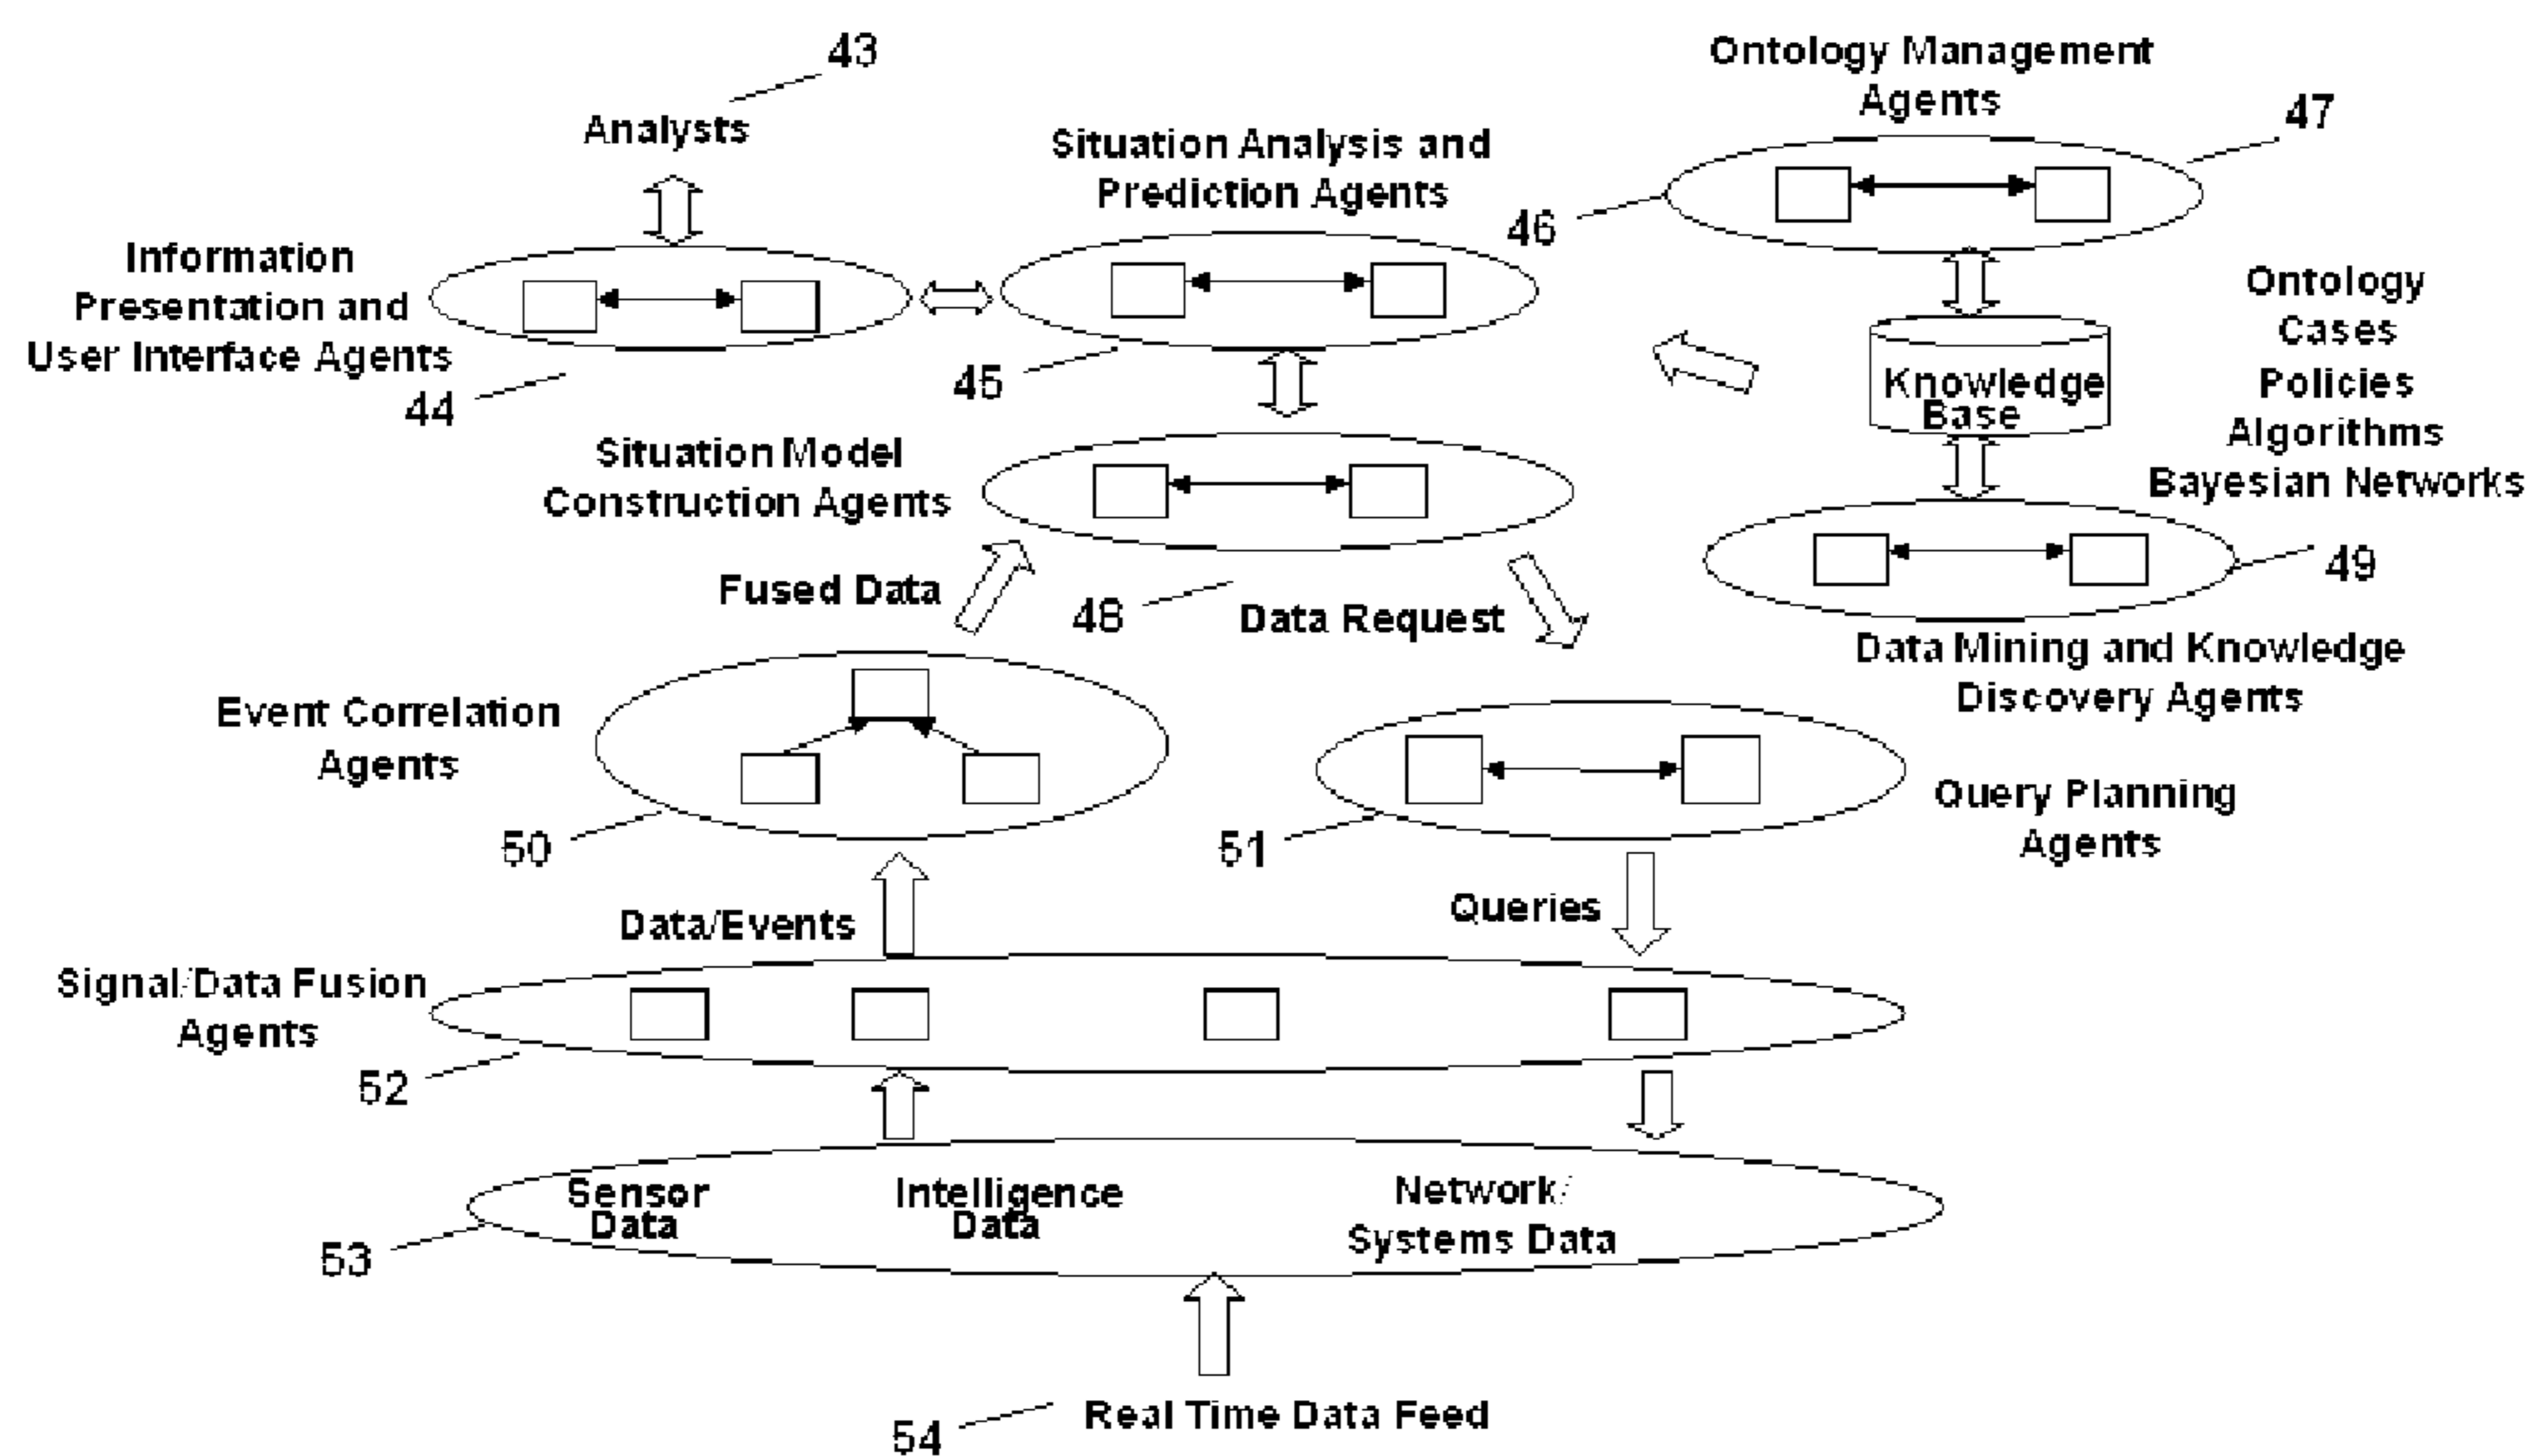 43
Analysts
Ontology Management
Agents
47
Situation Analysis and
Prediction Agents
46
Information
Presentation and
User Interface Agents
44
45
Ontology
Cases
Policies
Algorithms
Bayesian Networks
Knowledge
Base
Situation Model
Construction Agents
48
49
Fused Data
Data Request
Data Mining and Knowledge
Discovery Agents
Event Correlation
Agents
50
51
Query Planning
Agents
Data/Events
Queries
Signal/Data Fusion
Agents
52
Sensor
Data
Intelligence
Data
Network/
Systems Data
53
54
Real Time Data Feed